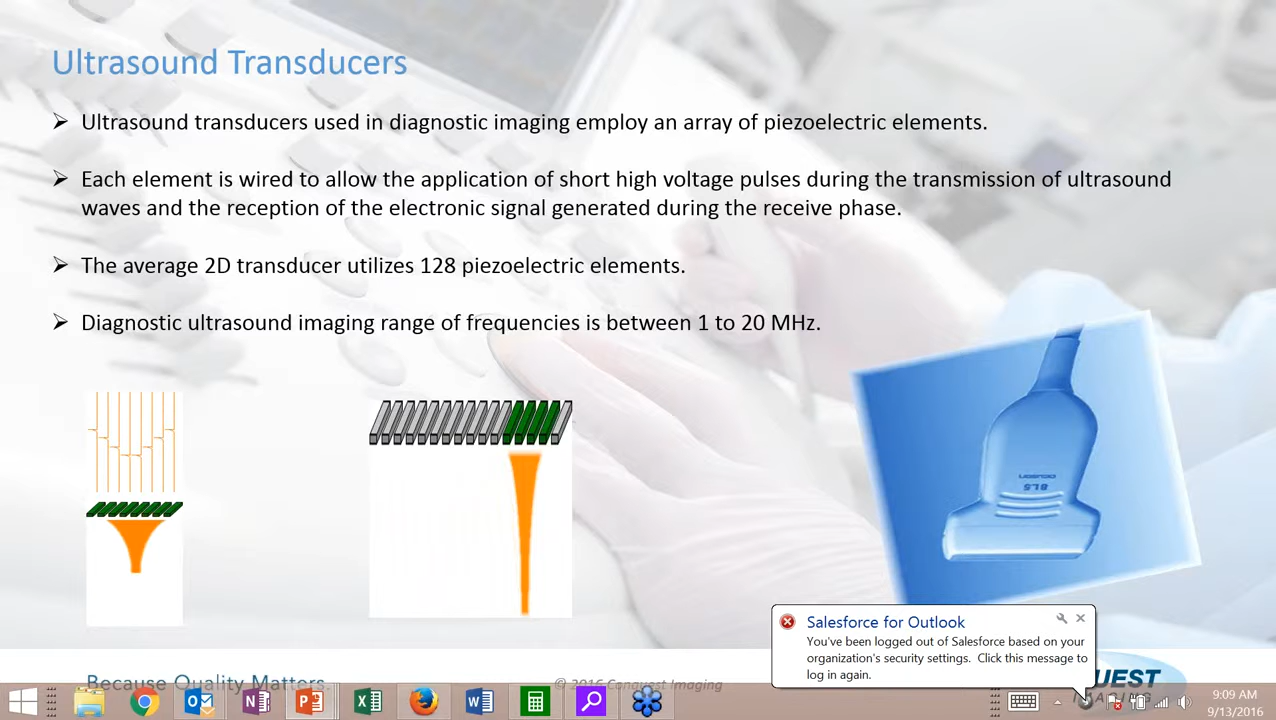 Ultrasound Transducers
➢ Ultrasound transducers used in diagnostic imaging employ an array of piezoelectric elements.
➢ Each element is wired to allow the application of short high voltage pulses during the transmission of ultrasound
waves and the reception of the electronic signal generated during the receive phase.
➢ The average 2D transducer utilizes 128 piezoelectric elements.
➢ Diagnostic ultrasound imaging range of frequencies is between 1 to 20 MHz.
Salesforce for Outlook
You've been logged out of Salesforce based on your
organization's security settings. Click this message to
log in again.
Because Quality Matters.
© 2016 Conquest Imaging
QUEST
IMAGING
9:09 AM
9/13/2016